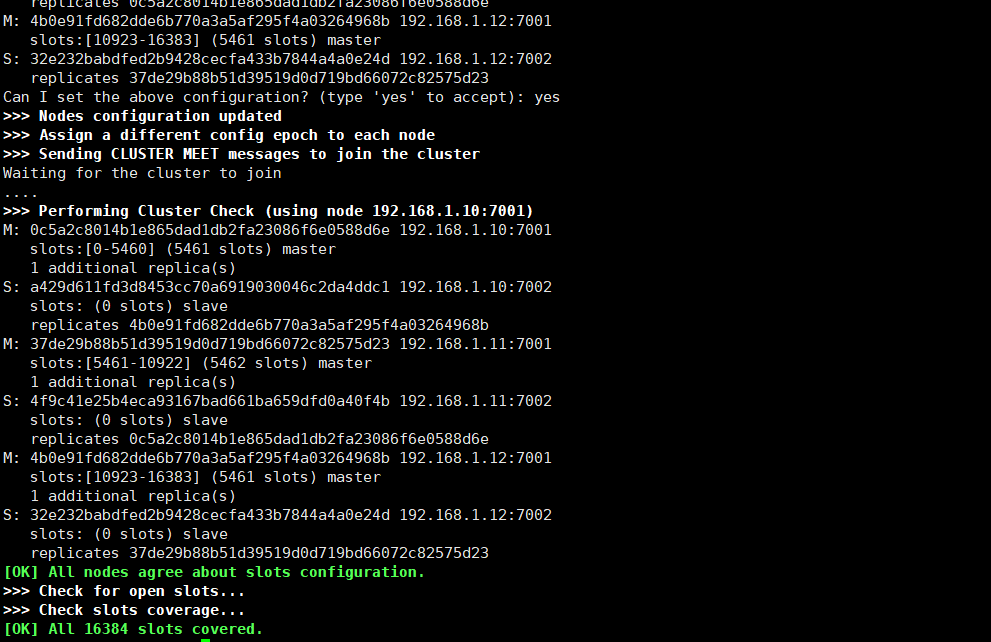 replicates 0c5a2c8014b1e865dad1db2fa23086f6e0588d6e
M: 4b0e91fd682dde6b770a3a5af295f4a03264968b 192.168.1.12:7001
slots:[10923-16383] (5461 slots) master
S: 32e232babdfed2b9428cecfa433b7844a4a0e24d 192.168.1.12:7002
replicates 37de29b88b51d39519d0d719bd66072c82575d23
Can I set the above configuration? (type 'yes' to accept): yes
>>> Nodes configuration updated
>>> Assign a different config epoch to each node
>>> Sending CLUSTER MEET messages to join the cluster
Waiting for the cluster to join
....
>>> Performing Cluster Check (using node 192.168.1.10:7001)
M: 0c5a2c8014b1e865dad1db2fa23086f6e0588d6e 192.168.1.10:7001
slots:[0-5460] (5461 slots) master
1 additional replica(s)
S: a429d611fd3d8453cc70a6919030046c2da4ddc1 192.168.1.10:7002
slots: (0 slots) slave
replicates 4b0e91fd682dde6b770a3a5af295f4a03264968b
M: 37de29b88b51d39519d0d719bd66072c82575d23 192.168.1.11:7001
slots:[5461-10922] (5462 slots) master
1 additional replica(s)
S: 4f9c41e25b4eca93167bad661ba659dfd0a40f4b 192.168.1.11:7002
slots: (0 slots) slave
replicates 0c5a2c8014b1e865dad1db2fa23086f6e0588d6e
M: 4b0e91fd682dde6b770a3a5af295f4a03264968b 192.168.1.12:7001
slots:[10923-16383] (5461 slots) master
1 additional replica(s)
S: 32e232babdfed2b9428cecfa433b7844a4a0e24d 192.168.1.12:7002
slots: (0 slots) slave
replicates 37de29b88b51d39519d0d719bd66072c82575d23
[OK] All nodes agree about slots configuration.
>>> Check for open slots...
>>> Check slots coverage...
[OK] All 16384 slots covered.